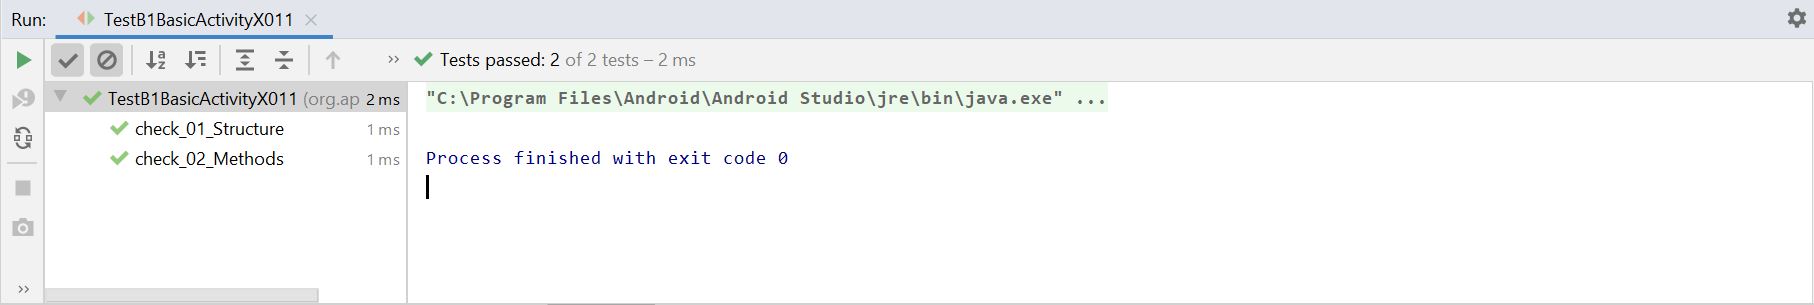 Run: TestB1BasicActivityX011
Tests passed: 2 of 2 tests – 2 ms
TestB1BasicActivityX011 (org.ap 2 ms
check_01_Structure 1 ms
check_02_Methods 1 ms
"C:\Program Files\Android\Android Studio\jre\bin\java.exe" ...
Process finished with exit code 0